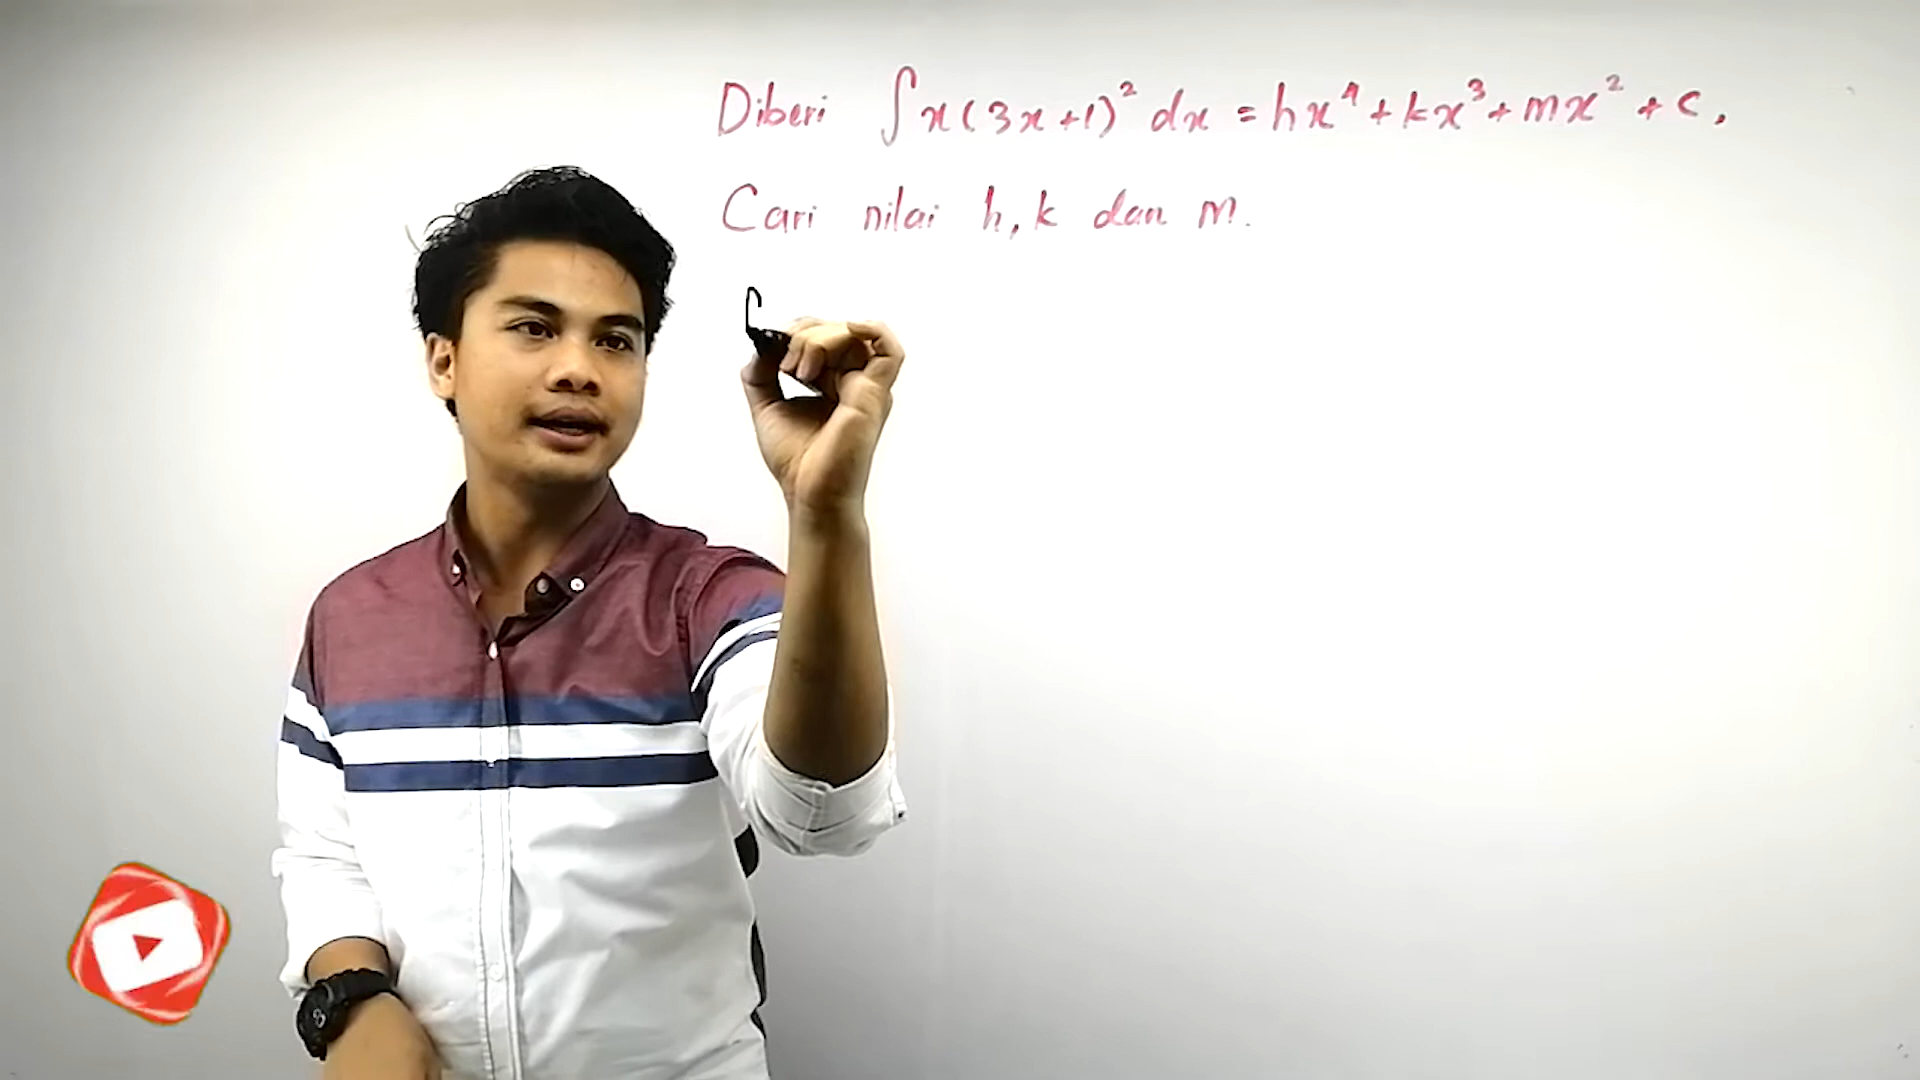 Diberi ∫x(3x+1)² dx = hx⁴ + kx³ + mx² + c,
Cari nilai h, k dan m.
∫